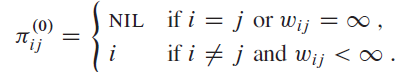 π_{ij}^{(0)} = { NIL if i = j or w_{ij} = ∞ ,
i if i ≠ j and w_{ij} < ∞ .